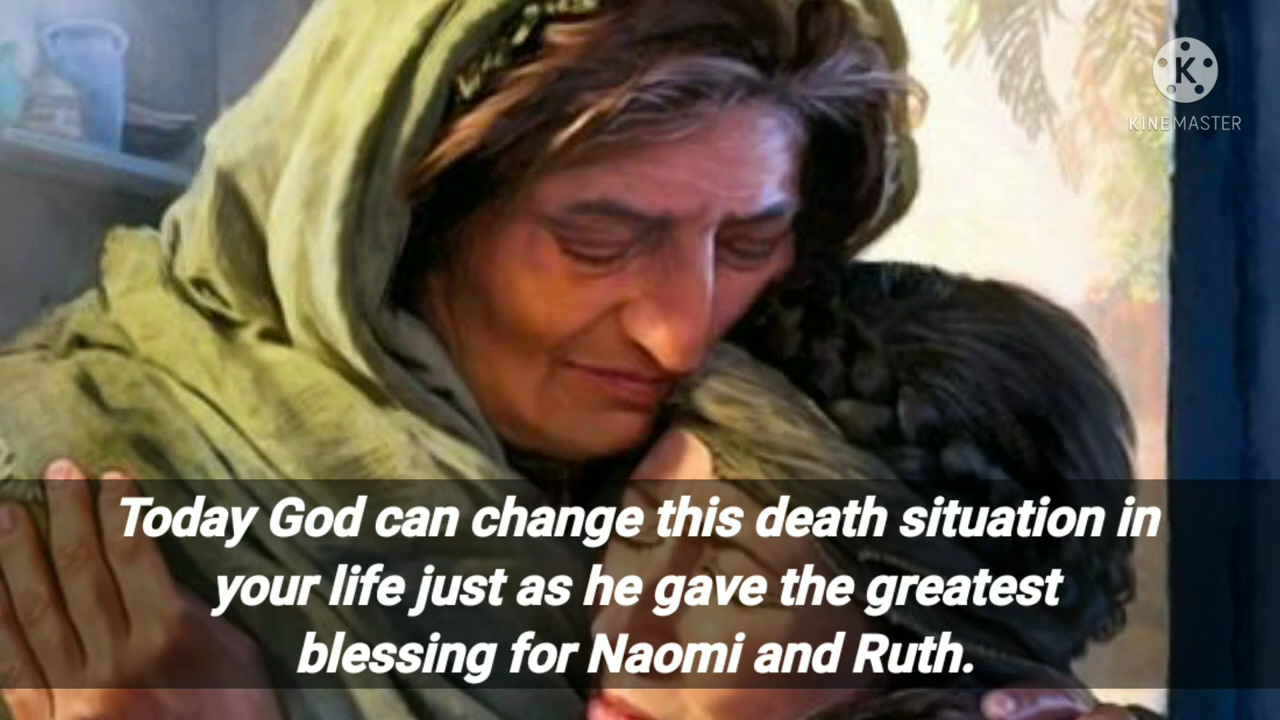 K
KINEMASTER
Today God can change this death situation in
your life just as he gave the greatest
blessing for Naomi and Ruth.